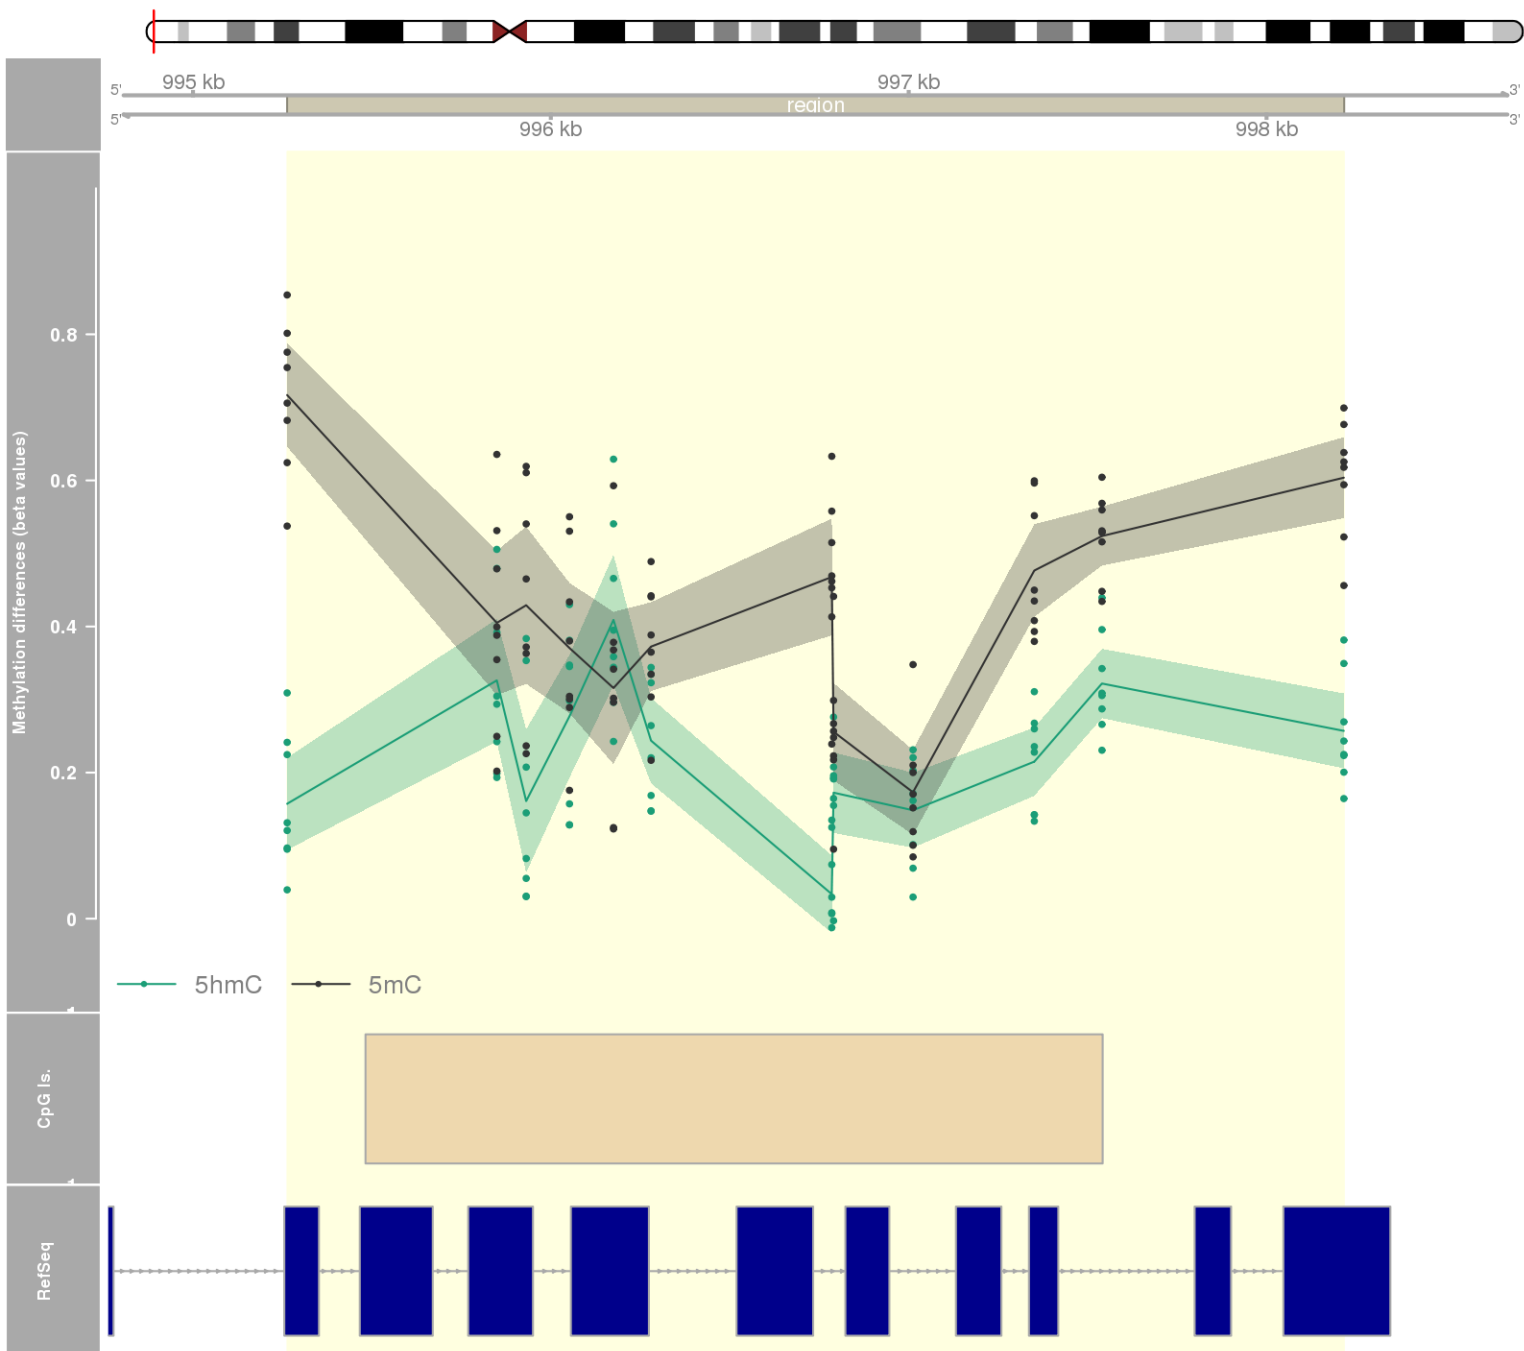 995 kb
997 kb
5'
3'
region
5'
3'
996 kb
998 kb
Methylation differences (beta values)
0.8
0.6
0.4
0.2
0
5hmC
5mC
CpG Is.
RefSeq